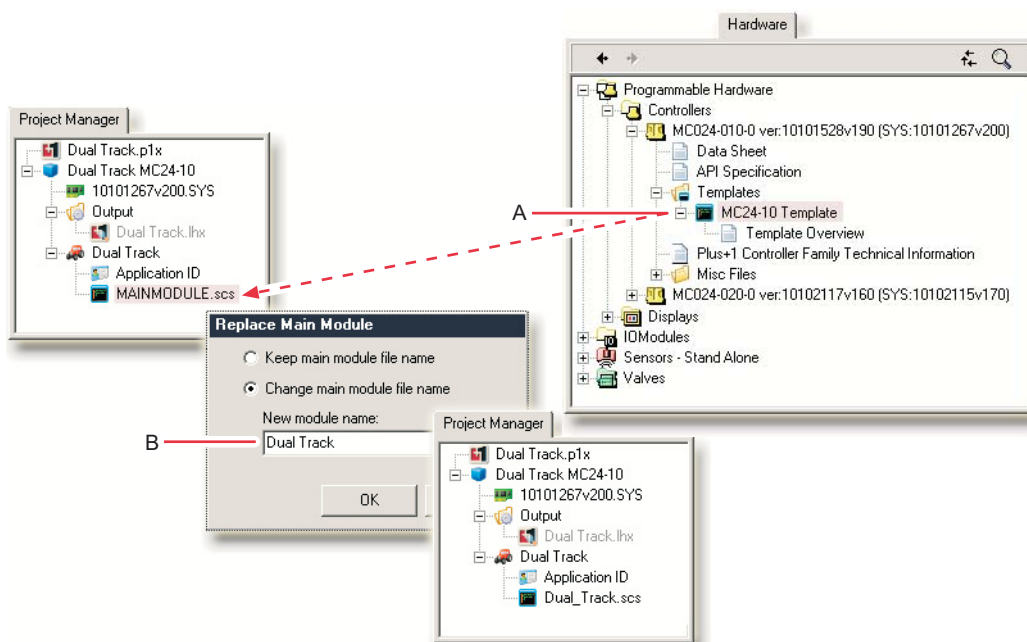 Hardware
Programmable Hardware
Controllers
MC024-010-0 ver:10101528v190 (SYS:10101267v200)
Data Sheet
API Specification
Templates
A
MC24-10 Template
Template Overview
Plus+1 Controller Family Technical Information
Misc Files
MC024-020-0 ver:10102117v160 (SYS:10102115v170)
Displays
IOModules
Sensors - Stand Alone
Valves
Project Manager
Dual Track.p1x
Dual Track MC24-10
10101267v200.SYS
Output
Dual Track.lhx
Dual Track
Application ID
MAINMODULE.scs
Replace Main Module
Keep main module file name
Change main module file name
New module name:
B
Dual Track
OK
Project Manager
Dual Track.p1x
Dual Track MC24-10
10101267v200.SYS
Output
Dual Track.lhx
Dual Track
Application ID
Dual_Track.scs